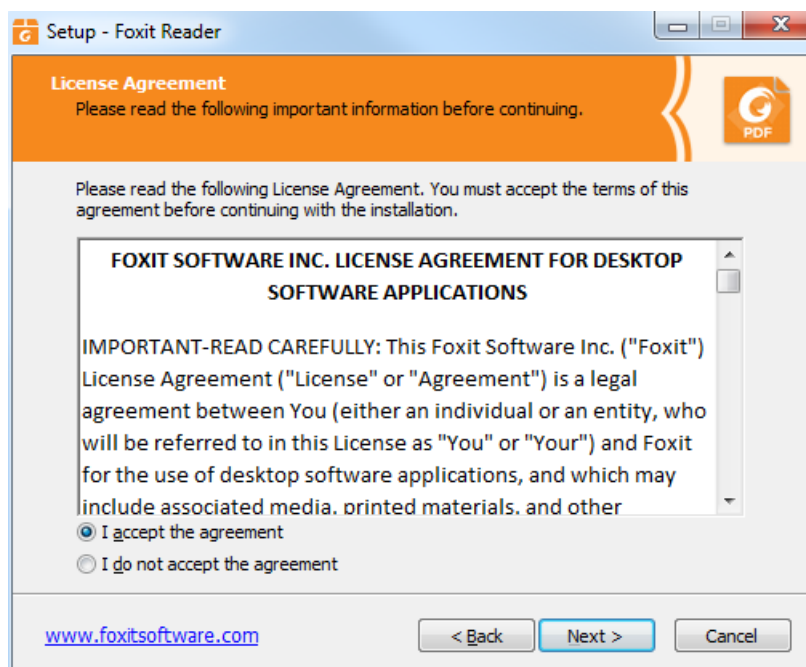 Setup - Foxit Reader
License Agreement
Please read the following important information before continuing.
PDF
Please read the following License Agreement. You must accept the terms of this
agreement before continuing with the installation.
FOXIT SOFTWARE INC. LICENSE AGREEMENT FOR DESKTOP
SOFTWARE APPLICATIONS
IMPORTANT-READ CAREFULLY: This Foxit Software Inc. ("Foxit")
License Agreement ("License" or "Agreement") is a legal
agreement between You (either an individual or an entity, who
will be referred to in this License as "You" or "Your") and Foxit
for the use of desktop software applications, and which may
include associated media, printed materials, and other
I accept the agreement
I do not accept the agreement
www.foxitsoftware.com
< Back
Next >
Cancel